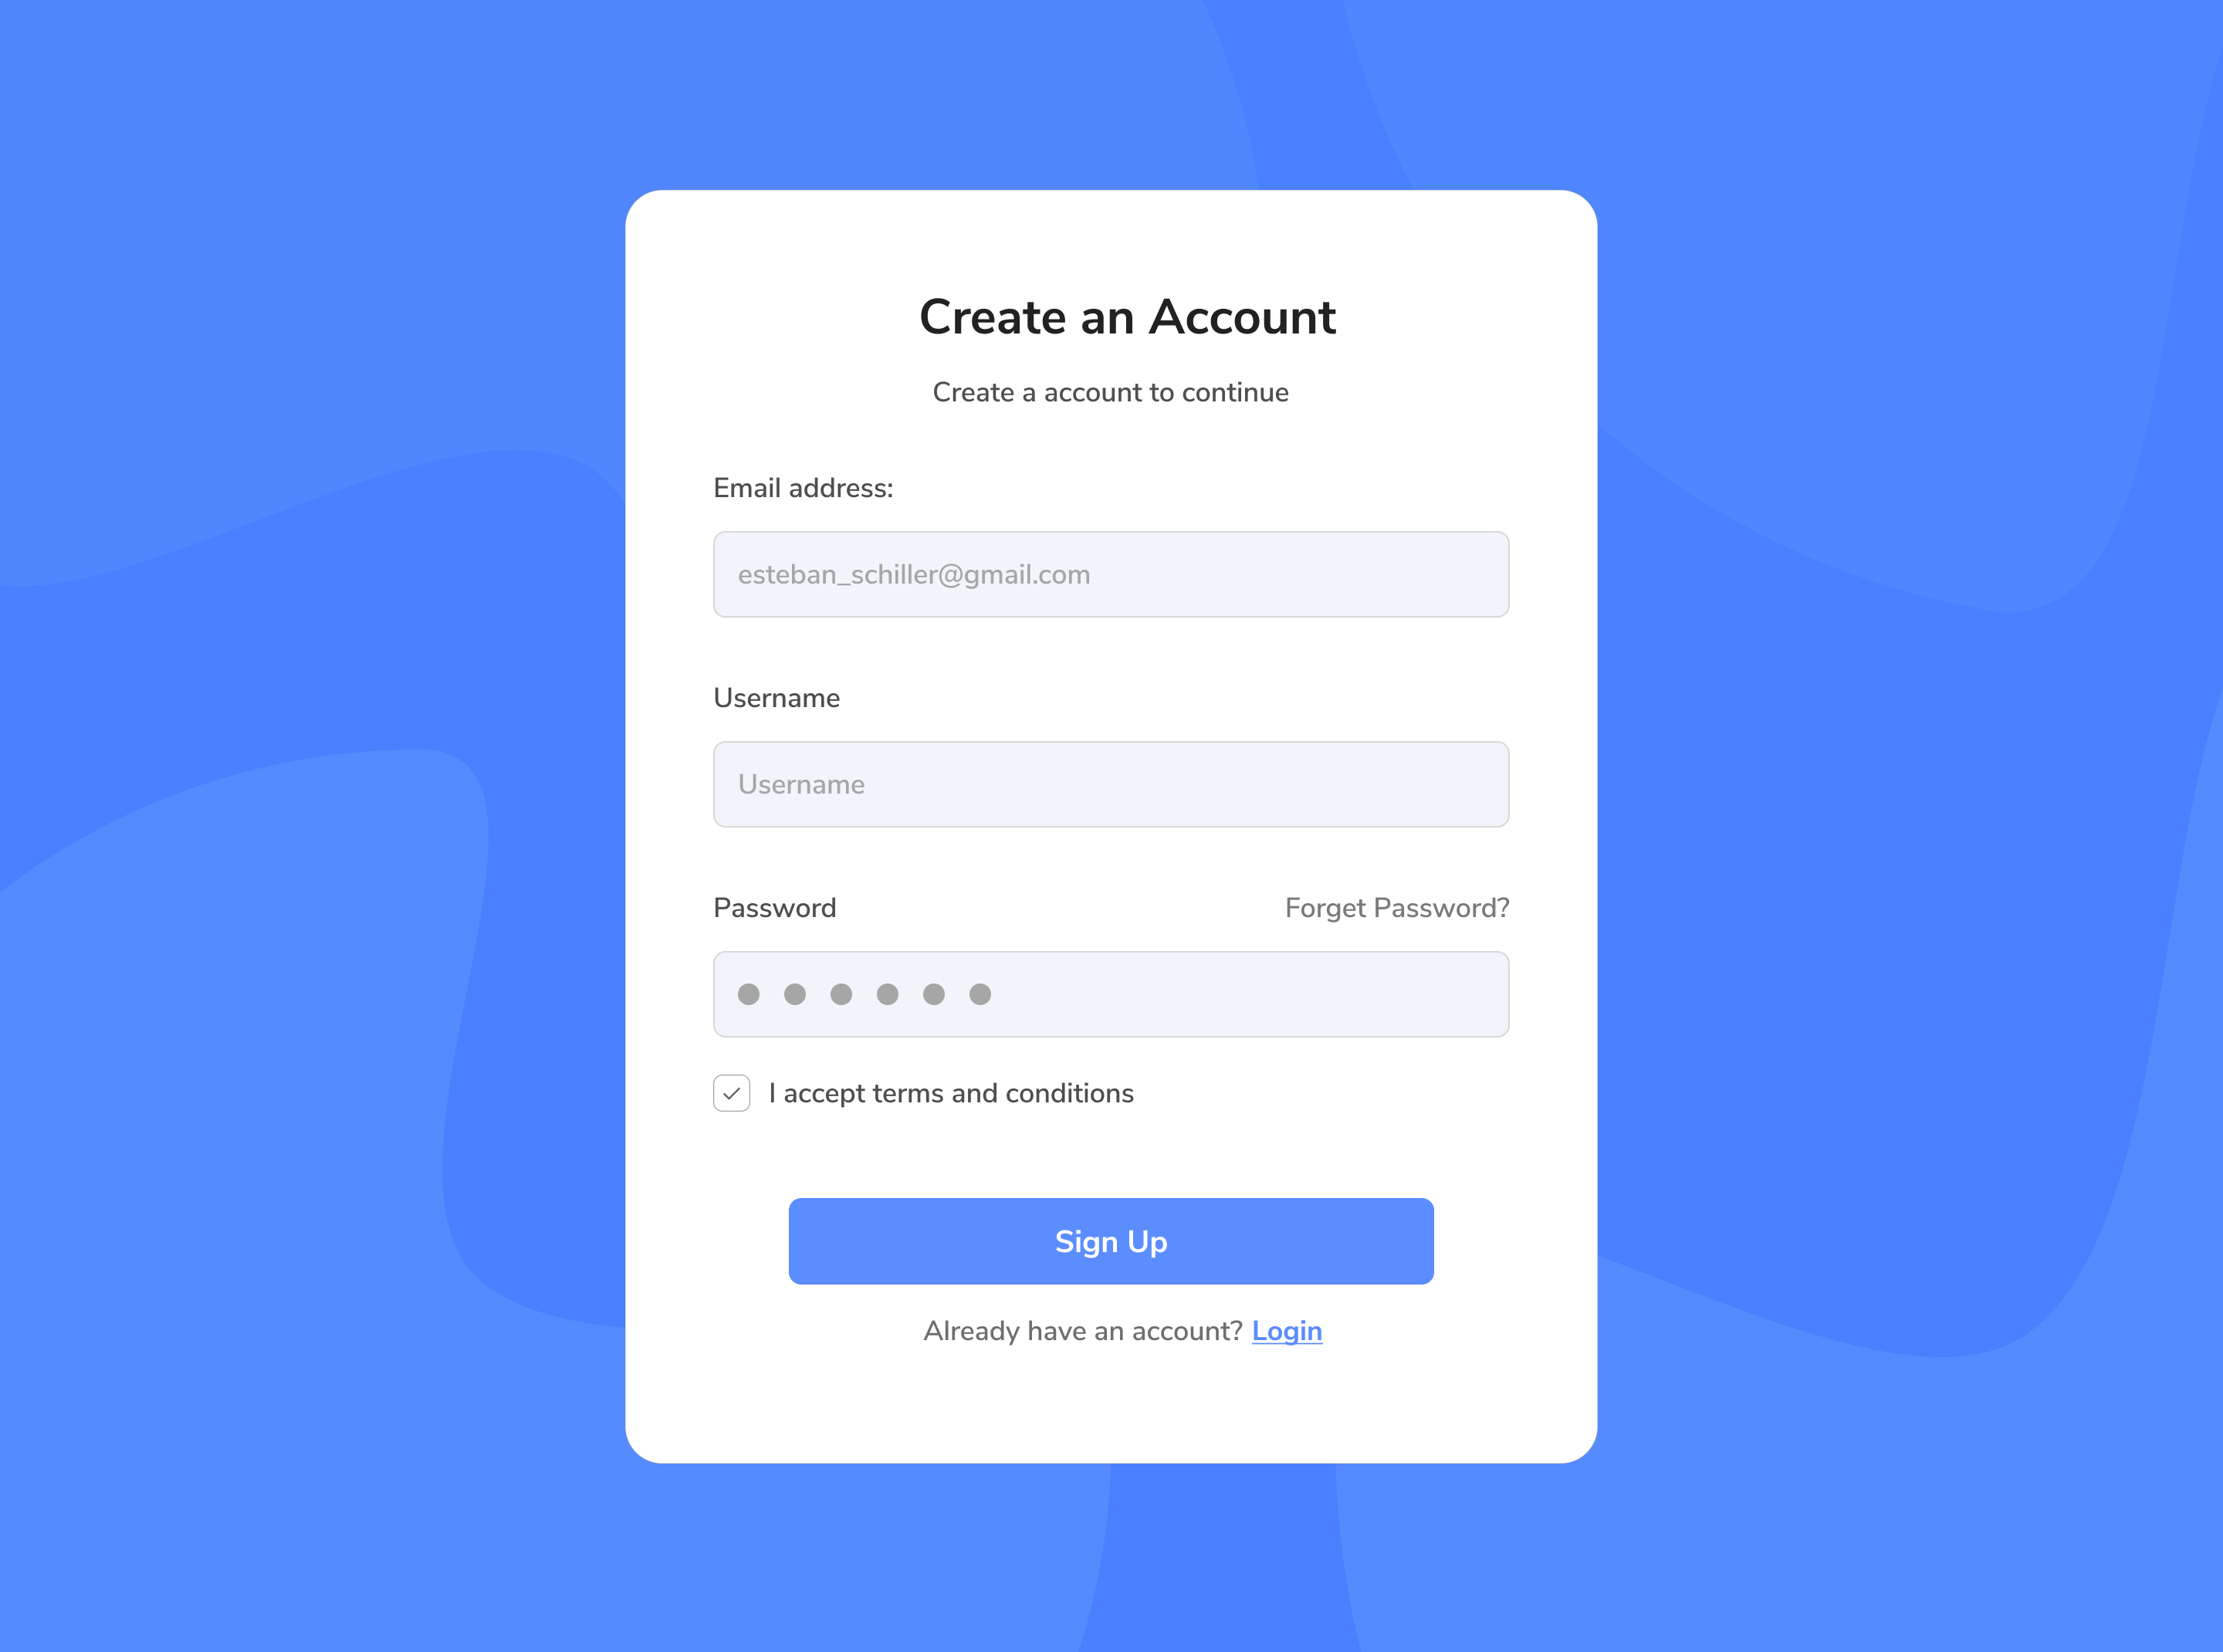 Create an Account
Create a account to continue
Email address:
esteban_schiller@gmail.com
Username
Username
Password Forget Password?
I accept terms and conditions
Sign Up
Already have an account? Login